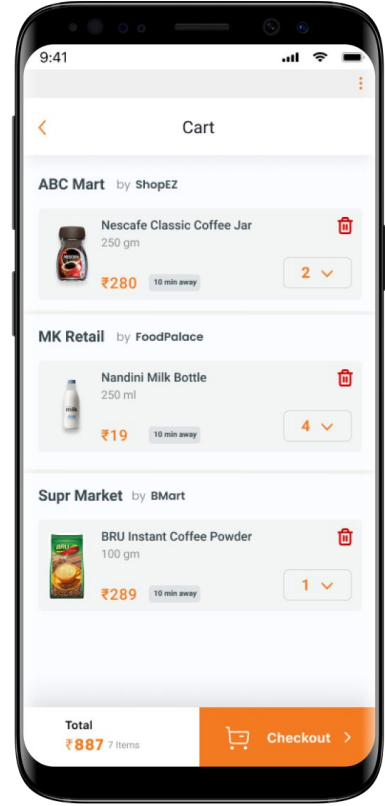 9:41
Cart
ABC Mart by ShopEZ
Nescafe Classic Coffee Jar
250 gm
₹280 10 min away
2
MK Retail by FoodPalace
Nandini Milk Bottle
250 ml
milk
₹19 10 min away
4
Supr Market by BMart
BRU Instant Coffee Powder
100 gm
BRU
₹289 10 min away
1
Total
₹887 7 Items
Checkout